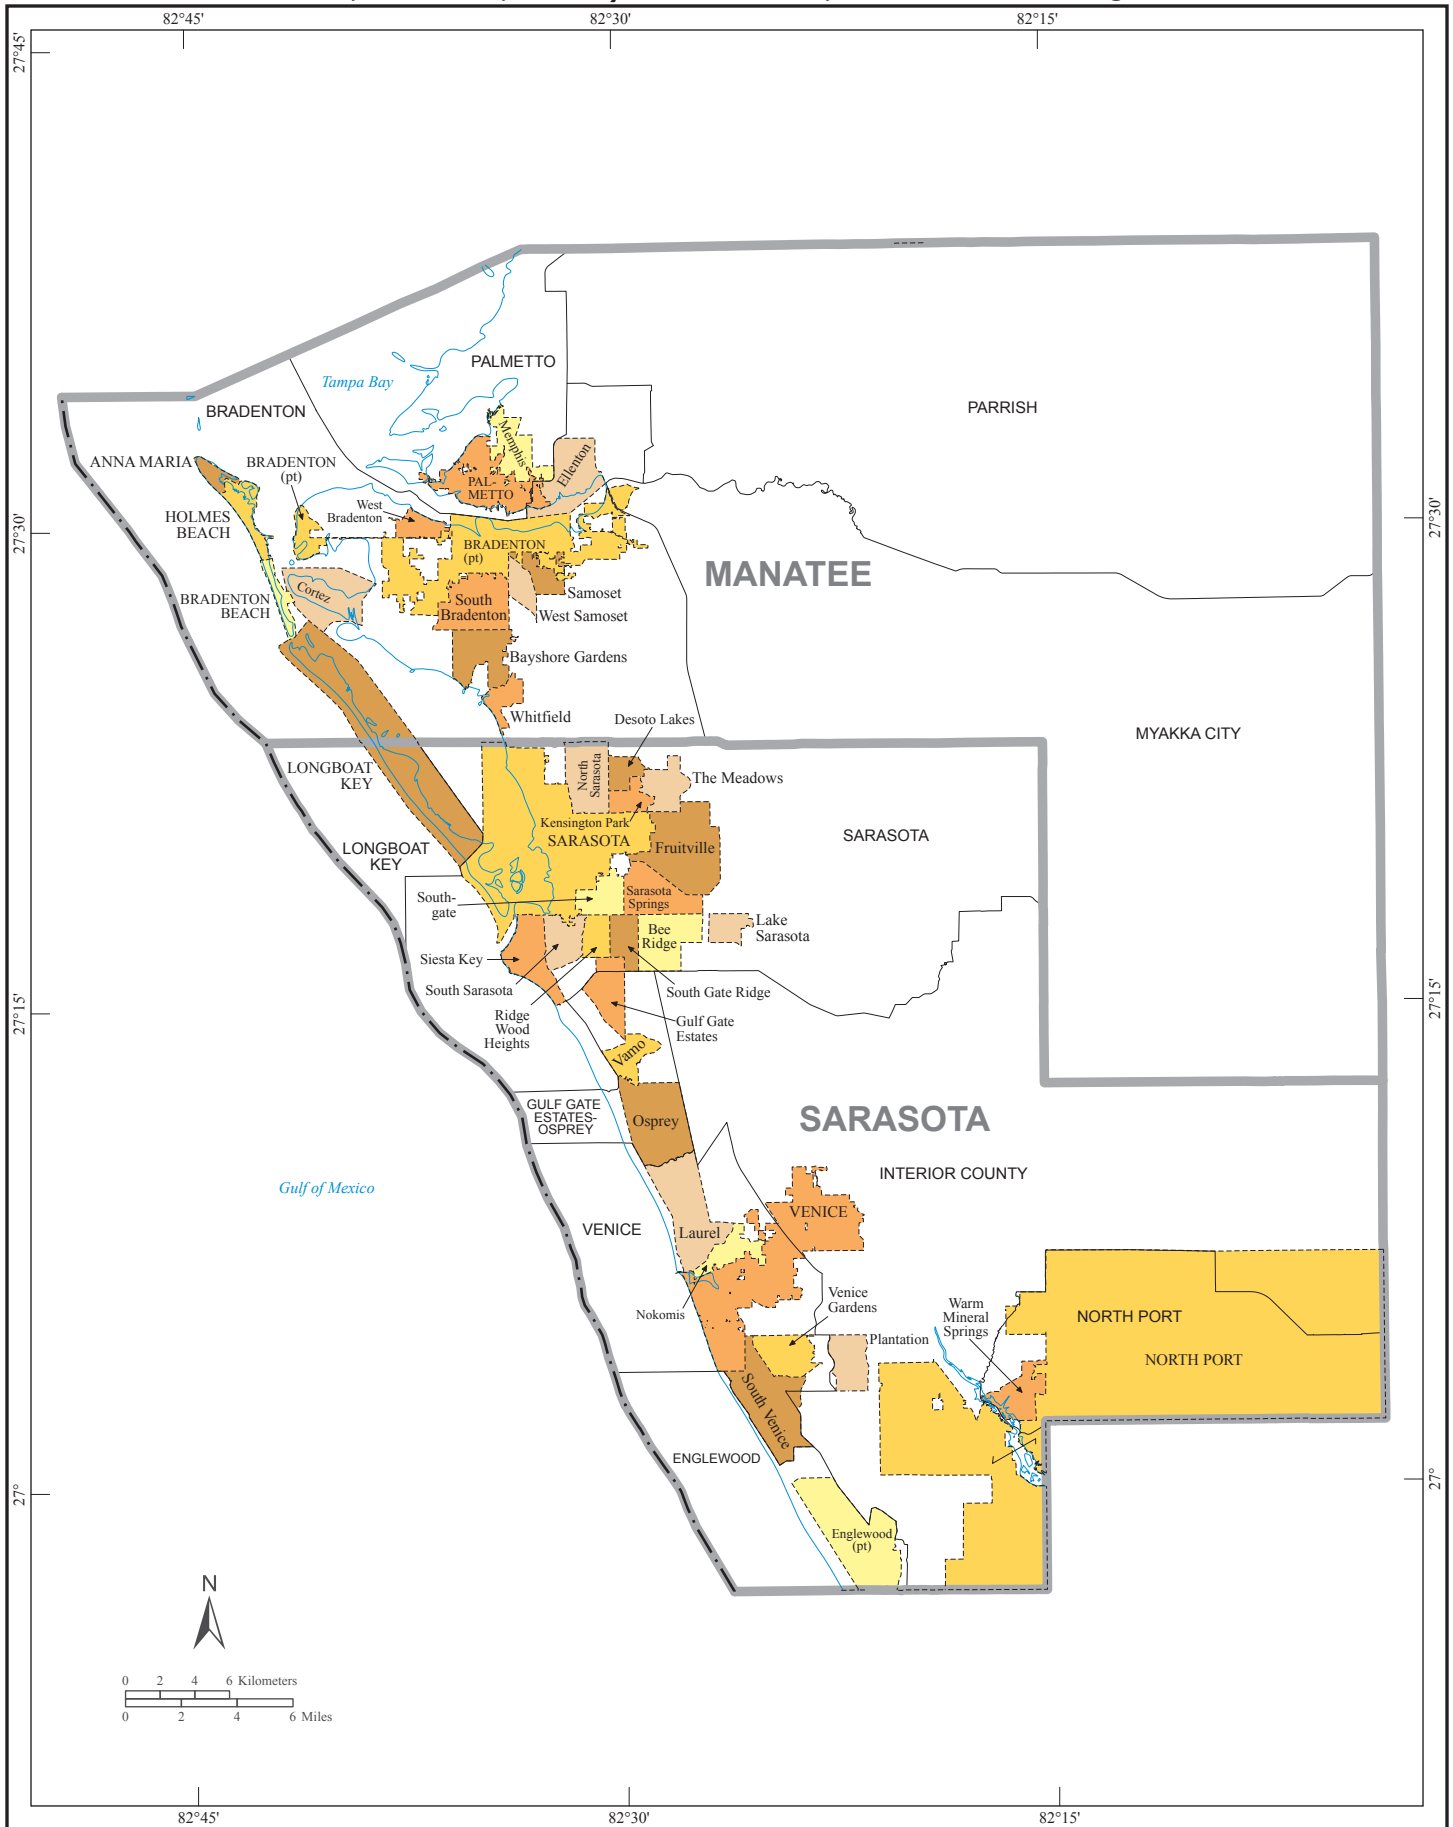 82°45'
82°30'
82°15'
27°45'
PALMETTO
Tampa Bay
BRADENTON
PARRISH
ANNA MARIA
BRADENTON
(pt)
Memphis
Ellenton
PAL-
METTO
West
Bradenton
HOLMES
BEACH
27°30'
27°30'
BRADENTON
(pt)
MANATEE
Cortez
BRADENTON
BEACH
South
Bradenton
Samoset
West Samoset
Bayshore Gardens
Whitfield
Desoto Lakes
MYAKKA CITY
LONGBOAT
KEY
North
Sarasota
The Meadows
Kensington Park
SARASOTA
SARASOTA
LONGBOAT
KEY
Fruitville
South-
gate
Sarasota
Springs
Bee
Ridge
Lake
Sarasota
Siesta Key
South Sarasota
South Gate Ridge
Ridge
Wood
Heights
Gulf Gate
Estates
27°15'
27°15'
Vamo
GULF GATE
ESTATES-
OSPREY
Osprey
SARASOTA
INTERIOR COUNTY
Gulf of Mexico
VENICE
VENICE
Laurel
Nokomis
Venice
Gardens
Warm
Mineral
Springs
NORTH PORT
Plantation
NORTH PORT
South Venice
ENGLEWOOD
27°
27°
Englewood
(pt)
N
0 2 4 6 Kilometers
0 2 4 6 Miles
82°45'
82°30'
82°15'